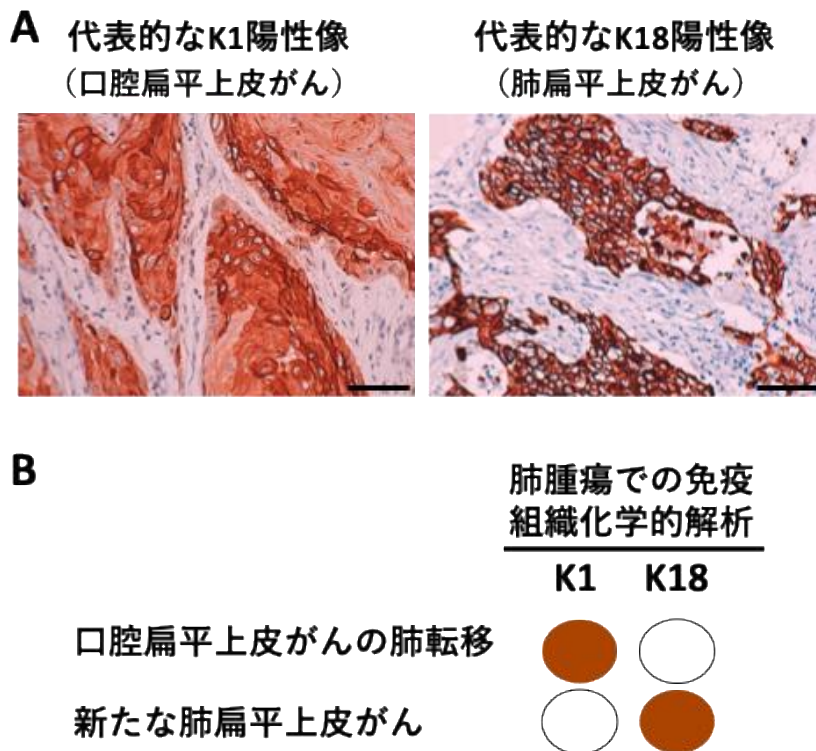 A
代表的なK1陽性像
（口腔扁平上皮がん）
代表的なK18陽性像
（肺扁平上皮がん）
B
肺腫瘍での免疫
組織化学的解析
K1 K18
口腔扁平上皮がんの肺転移
新たな肺扁平上皮がん